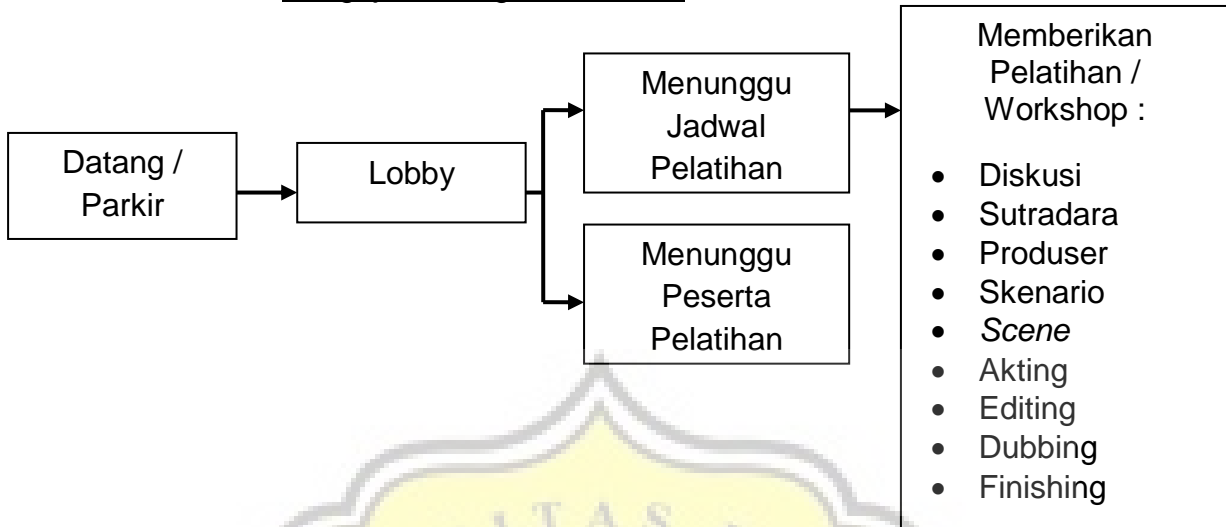 Datang /
Parkir
Lobby
Menunggu
Jadwal
Pelatihan
Menunggu
Peserta
Pelatihan
Memberikan
Pelatihan /
Workshop :
• Diskusi
• Sutradara
• Produser
• Skenario
• Scene
• Akting
• Editing
• Dubbing
• Finishing
ITAS